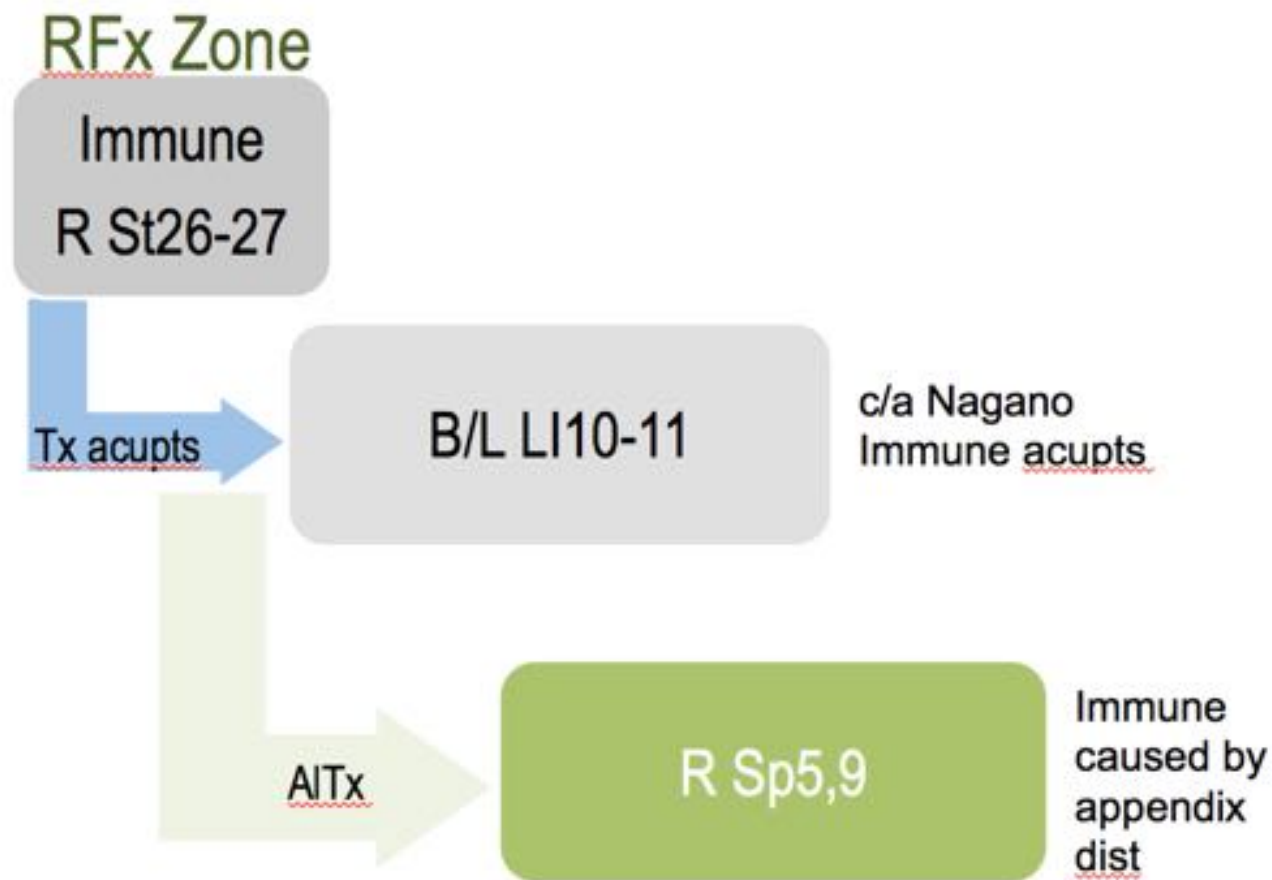 RFx Zone
Immune
R St26-27
Tx acupts
B/L LI10-11
c/a Nagano
Immune acupts
AlTx
R Sp5,9
Immune
caused by
appendix
dist